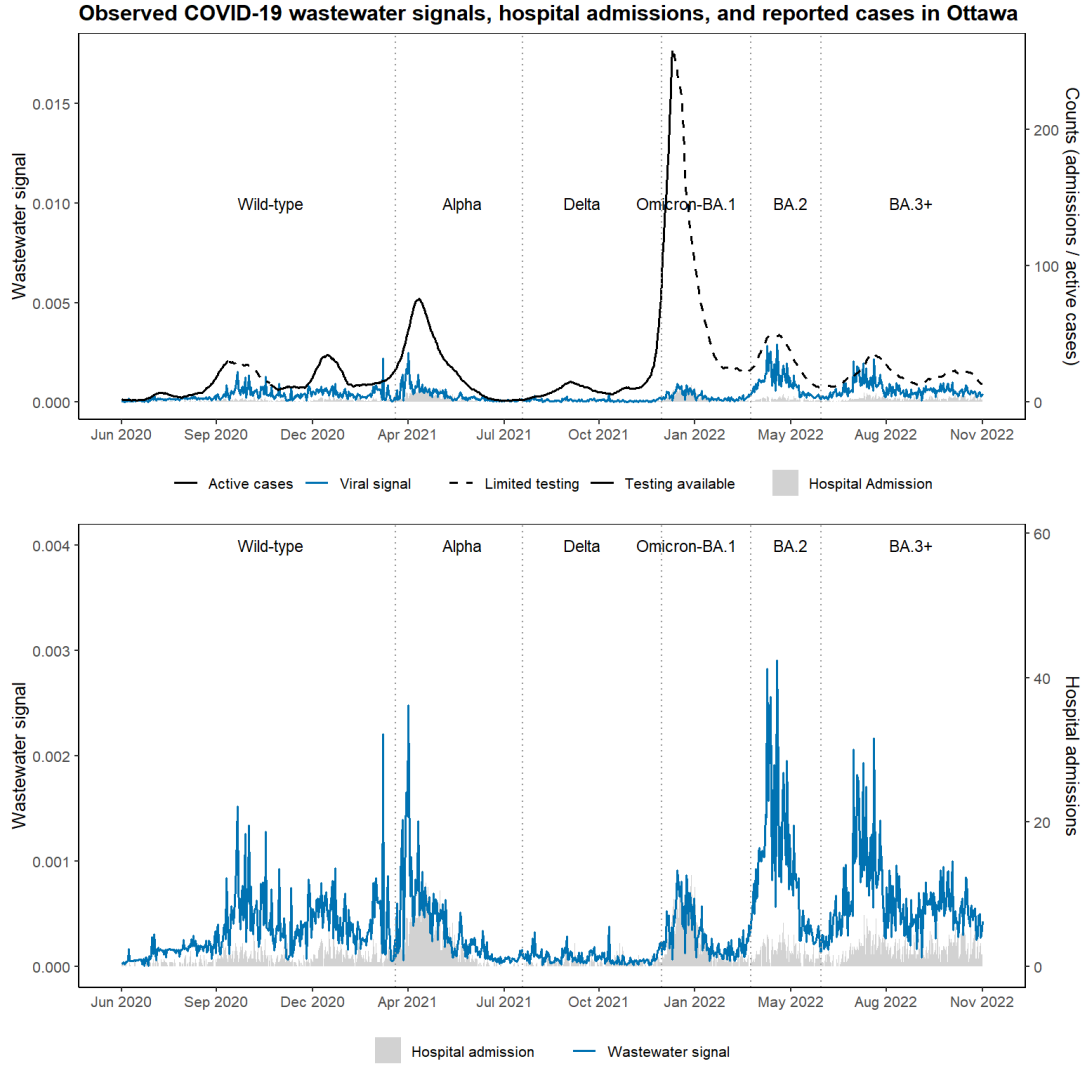 Observed COVID-19 wastewater signals, hospital admissions, and reported cases in Ottawa
Wastewater signal
0.015
0.010
0.005
0.000
Wild-type Alpha Delta Omicron-BA.1 BA.2 BA.3+
200
100
0
Counts (admissions / active cases)
Jun 2020 Sep 2020 Dec 2020 Apr 2021 Jul 2021 Oct 2021 Jan 2022 May 2022 Aug 2022 Nov 2022
Active cases Viral signal Limited testing Testing available Hospital Admission
Wastewater signal
0.004
0.003
0.002
0.001
0.000
Wild-type Alpha Delta Omicron-BA.1 BA.2 BA.3+
60
40
20
0
Hospital admissions
Jun 2020 Sep 2020 Dec 2020 Apr 2021 Jul 2021 Oct 2021 Jan 2022 May 2022 Aug 2022 Nov 2022
Hospital admission Wastewater signal